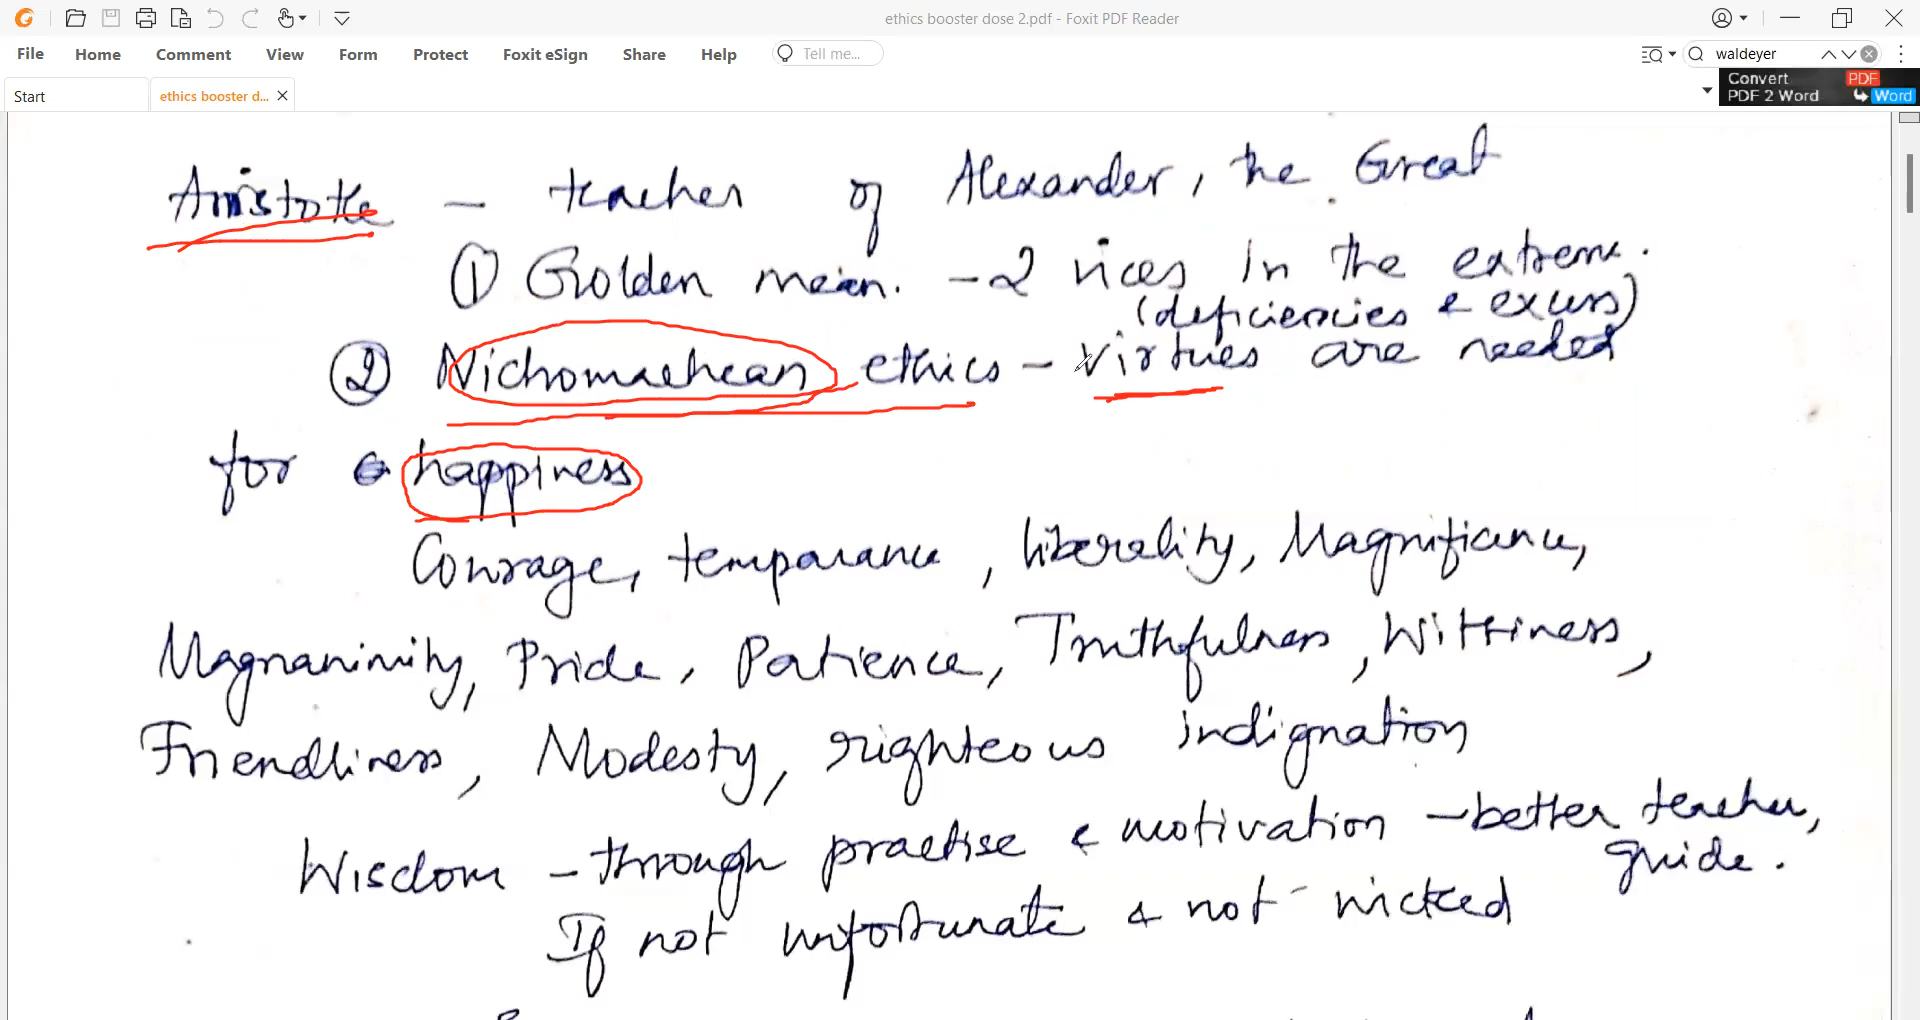 ethics booster dose 2.pdf - Foxit PDF Reader
File Home Comment View Form Protect Foxit eSign Share Help Tell me... waldeyer
Start ethics booster d... Convert PDF 2 Word PDF Word
Aristotle – teacher of Alexander, the Great
① Golden mean. – 2 vices in the extreme.
(deficiencies & excess)
② Nichomachean ethics – virtues are needed
for happiness
Courage, temparance, liberality, Magnificence,
Magnanimity, Pride, Patience, Truthfulness, Wittiness,
Friendliness, Modesty, righteous indignation
Wisdom – through practise & motivation – better teacher,
guide.
If not unfortunate & not wicked